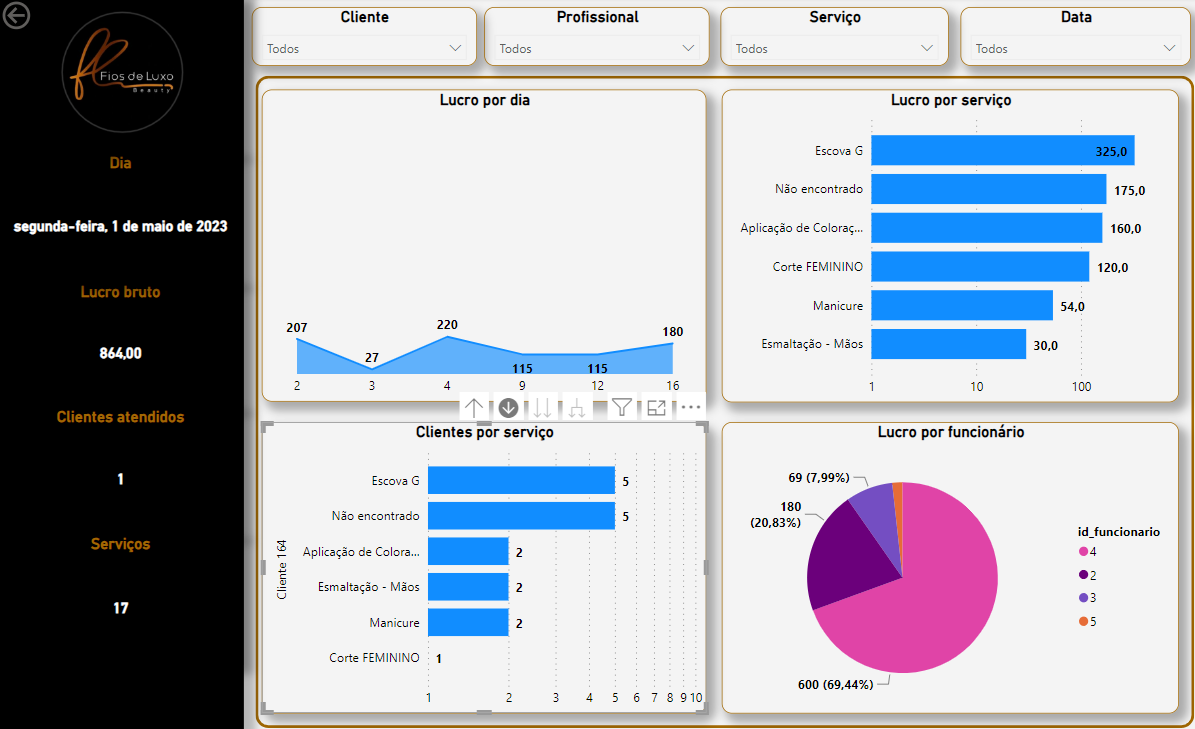 Fios de Luxo
Beauty
Dia
segunda-feira, 1 de maio de 2023
Lucro bruto
864,00
Clientes atendidos
1
Serviços
17
Cliente
Todos
Profissional
Todos
Serviço
Todos
Data
Todos
Lucro por dia
207
27
220
115
115
180
2 3 4 9 12 16
Lucro por serviço
Escova G 325,0
Não encontrado 175,0
Aplicação de Coloraç... 160,0
Corte FEMININO 120,0
Manicure 54,0
Esmaltação - Mãos 30,0
1 10 100
Clientes por serviço
Cliente 164
Escova G 5
Não encontrado 5
Aplicação de Colora... 2
Esmaltação - Mãos 2
Manicure 2
Corte FEMININO 1
1 2 3 4 5 6 7 8 9 10
Lucro por funcionário
69 (7,99%)
180
(20,83%)
600 (69,44%)
id_funcionario
4
2
3
5